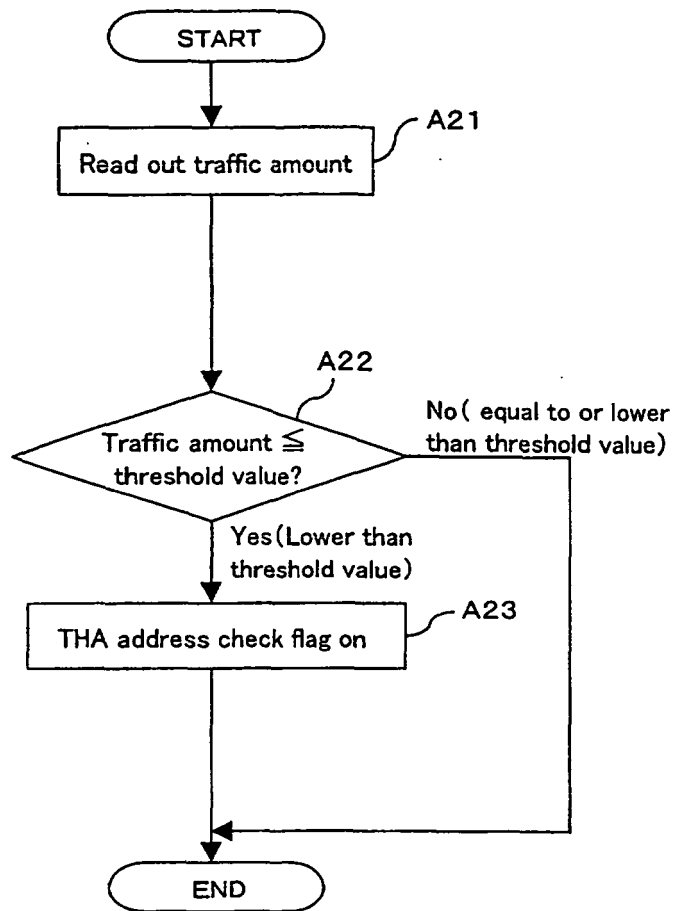 START
A21
Read out traffic amount
A22
Traffic amount ≦
threshold value?
No( equal to or lower
than threshold value)
Yes(Lower than
threshold value)
A23
THA address check flag on
END